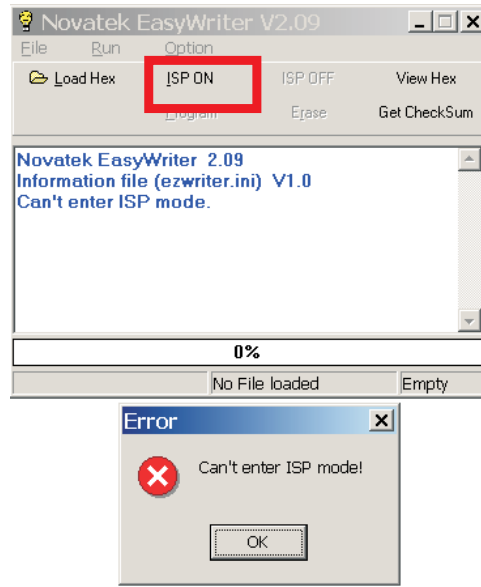 Novatek EasyWriter V2.09
File Run Option
Load Hex ISP ON ISP OFF View Hex
Program Erase Get CheckSum
Novatek EasyWriter 2.09
Information file (ezwriter.ini) V1.0
Can't enter ISP mode.
0%
No File loaded Empty
Error
Can't enter ISP mode!
OK